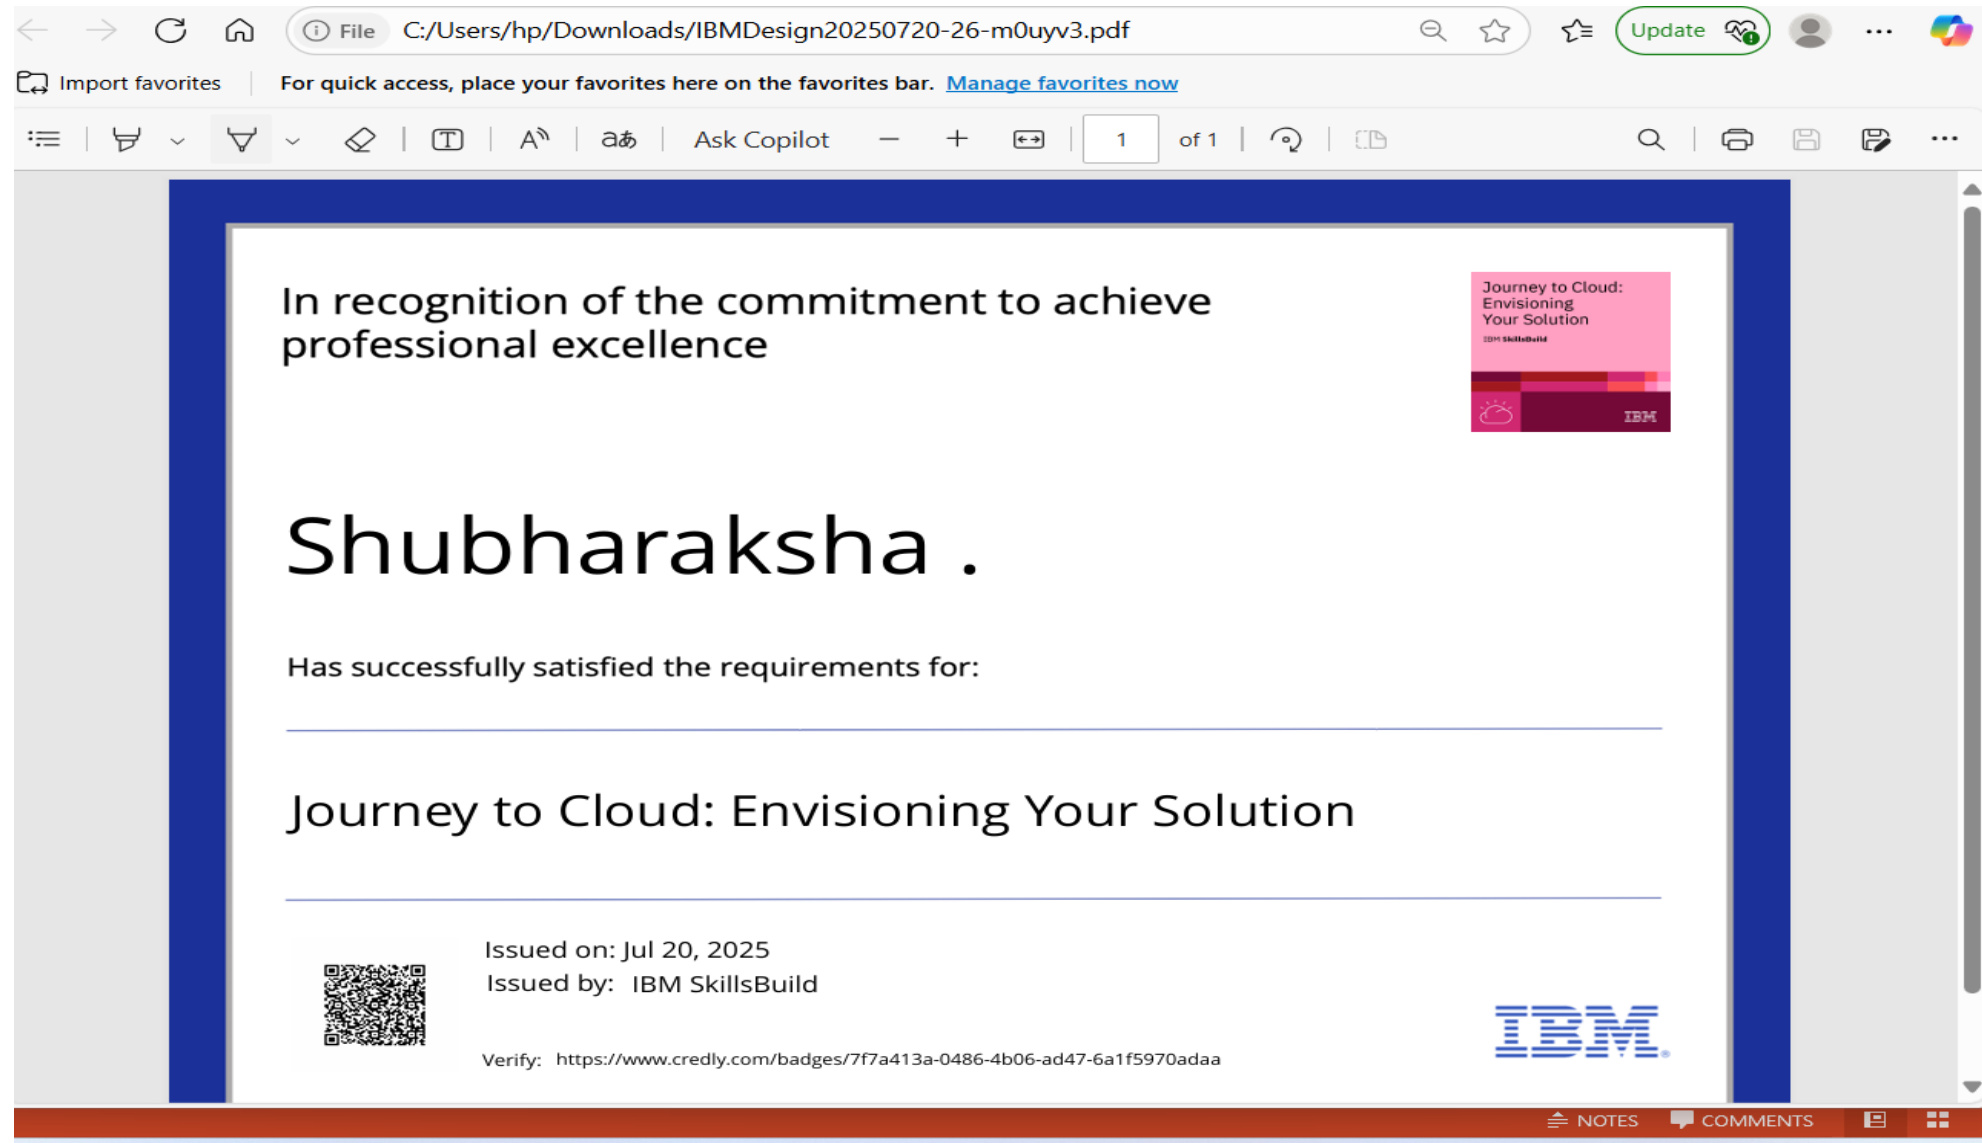 File C:/Users/hp/Downloads/IBMDesign20250720-26-m0uyv3.pdf Update
Import favorites For quick access, place your favorites here on the favorites bar. Manage favorites now
T A aあ Ask Copilot 1 of 1
In recognition of the commitment to achieve
professional excellence
Journey to Cloud:
Envisioning
Your Solution
IBM SkillsBuild
IBM
Shubharaksha .
Has successfully satisfied the requirements for:
Journey to Cloud: Envisioning Your Solution
Issued on: Jul 20, 2025
Issued by: IBM SkillsBuild
Verify: https://www.credly.com/badges/7f7a413a-0486-4b06-ad47-6a1f5970adaa
IBM®
NOTES COMMENTS